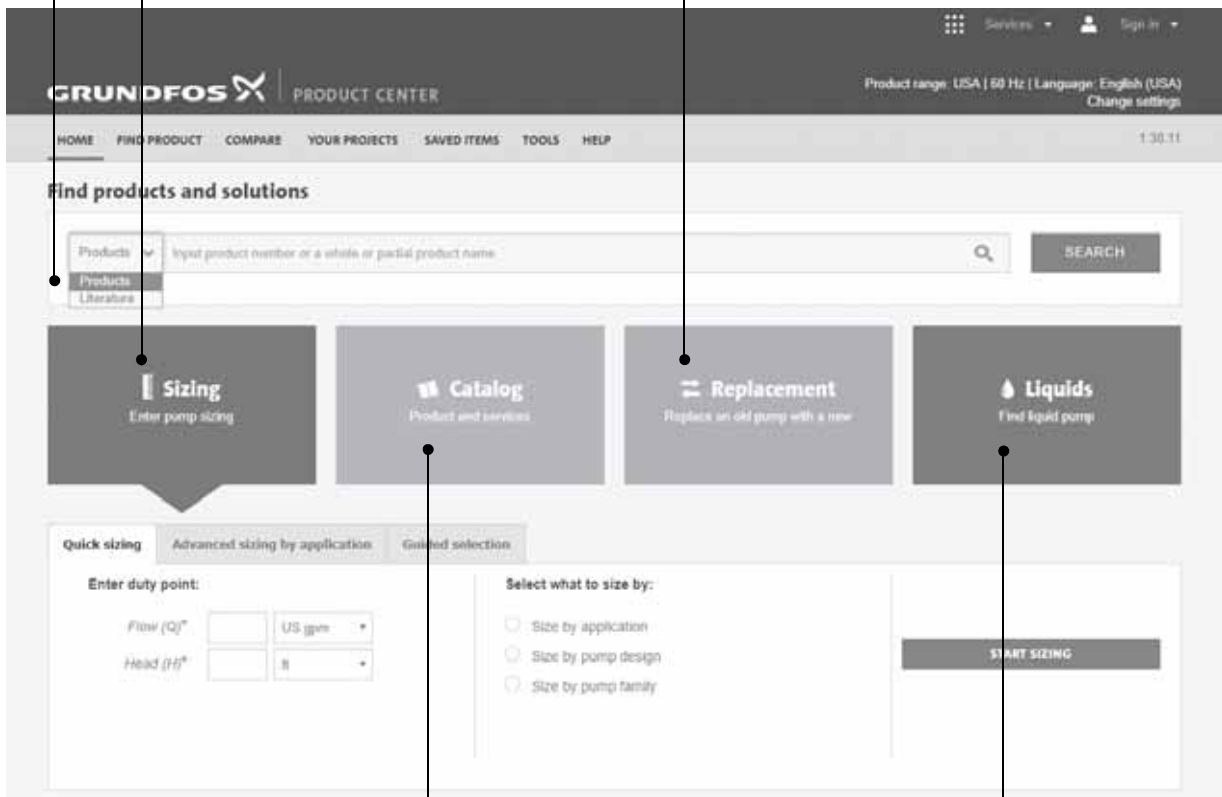 Services Sign in
GRUNDFOS PRODUCT CENTER
Product range: USA | 60 Hz | Language: English (USA)
Change settings
HOME FIND PRODUCT COMPARE YOUR PROJECTS SAVED ITEMS TOOLS HELP 1.38.11
Find products and solutions
Products Input product number or a whole or partial product name SEARCH
Products
Literature
Sizing
Enter pump sizing
Catalog
Product and services
Replacement
Replace an old pump with a new
Liquids
Find liquid pump
Quick sizing Advanced sizing by application Guided selection
Enter duty point:
Flow (Q)* US gpm
Head (H)* ft
Select what to size by:
Size by application
Size by pump design
Size by pump family
START SIZING